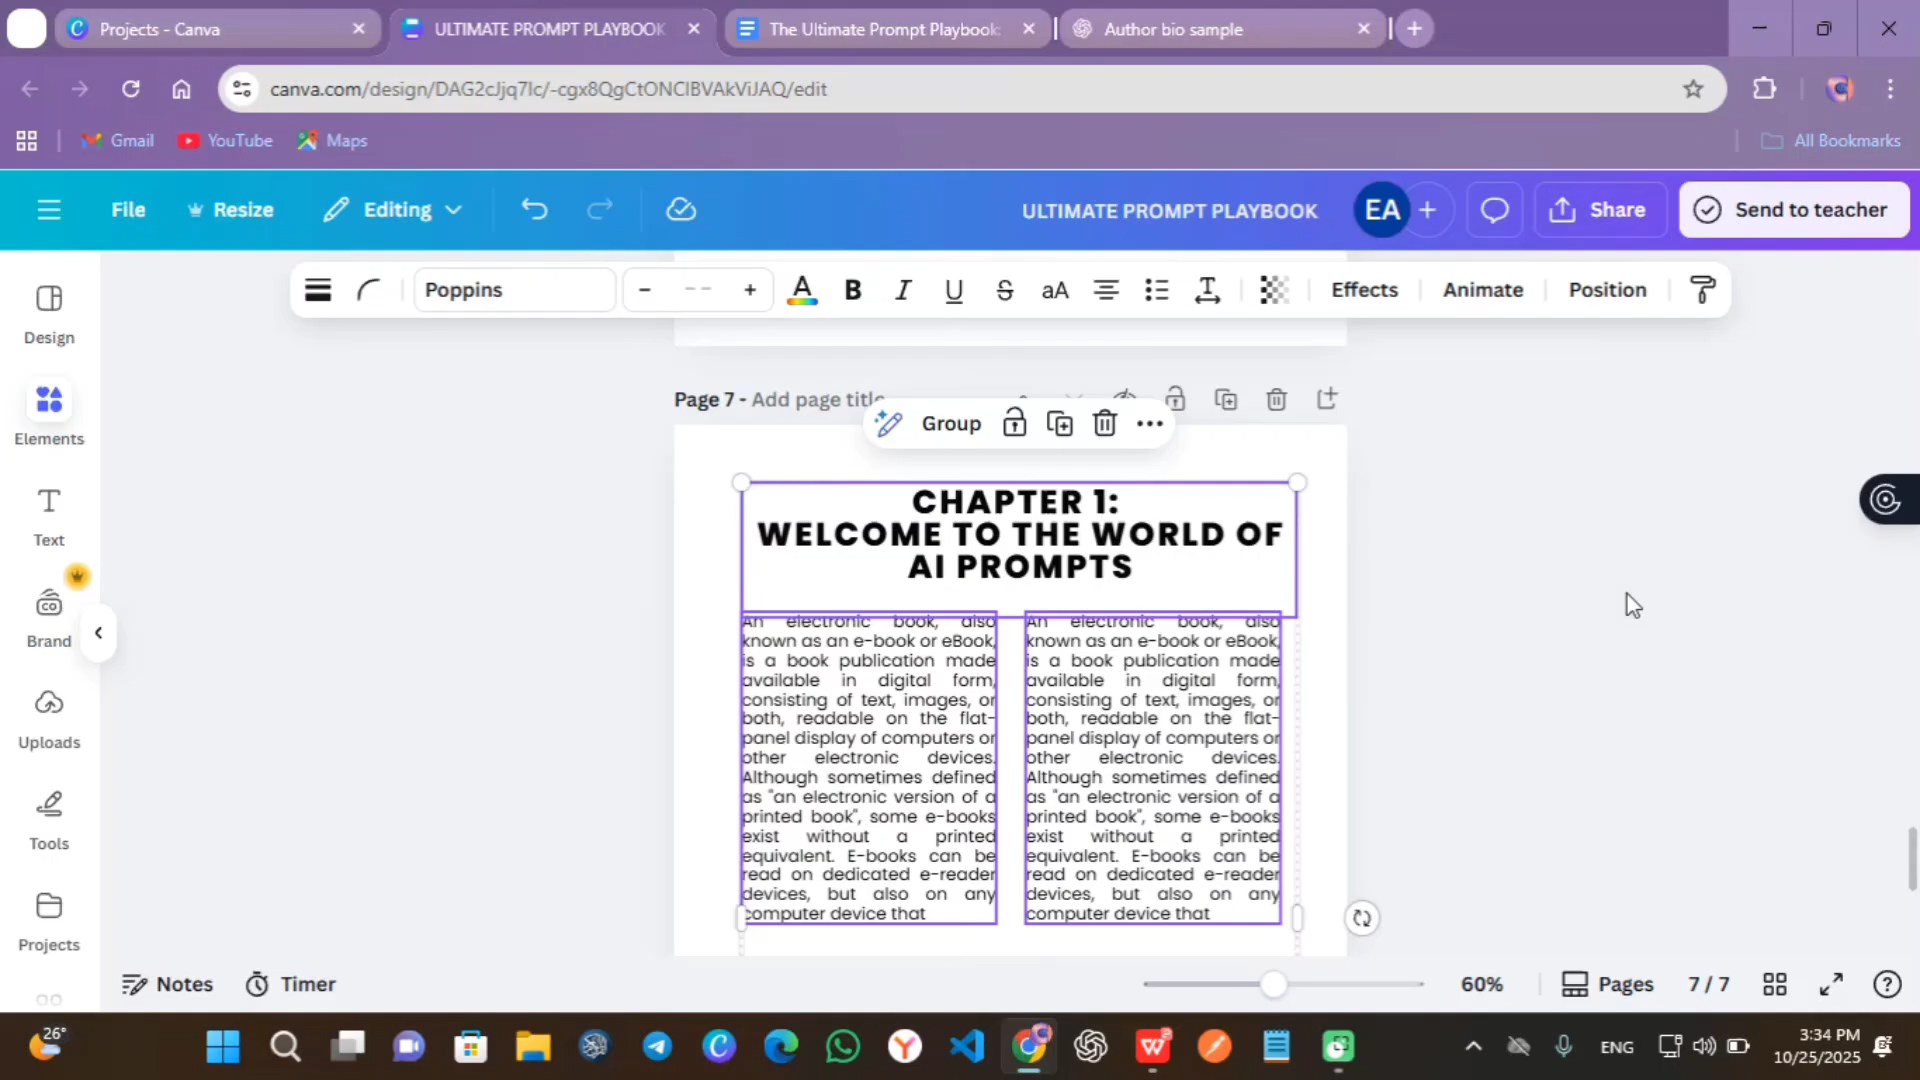 Projects - Canva
ULTIMATE PROMPT PLAYBOOK
The Ultimate Prompt Playbook
Author bio sample
canva.com/design/DAG2cJjq7lc/-cgx8QgCtONClBVAkViJAQ/edit
Gmail
YouTube
Maps
All Bookmarks
File
Resize
Editing
ULTIMATE PROMPT PLAYBOOK
EA
Share
Send to teacher
Poppins
B
I
U
S
aA
Effects
Animate
Position
Design
Elements
Text
Brand
Uploads
Tools
Projects
Page 7 - Add page title
Group
CHAPTER 1:
WELCOME TO THE WORLD OF
AI PROMPTS
An electronic book, also
known as an e-book or eBook,
is a book publication made
available in digital form,
consisting of text, images, or
both, readable on the flat-
panel display of computers or
other electronic devices.
Although sometimes defined
as "an electronic version of a
printed book", some e-books
exist without a printed
equivalent. E-books can be
read on dedicated e-reader
devices, but also on any
computer device that
An electronic book, also
known as an e-book or eBook,
is a book publication made
available in digital form,
consisting of text, images, or
both, readable on the flat-
panel display of computers or
other electronic devices.
Although sometimes defined
as "an electronic version of a
printed book", some e-books
exist without a printed
equivalent. E-books can be
read on dedicated e-reader
devices, but also on any
computer device that
Notes
Timer
60%
Pages
7 / 7
26°
ENG
3:34 PM
10/25/2025